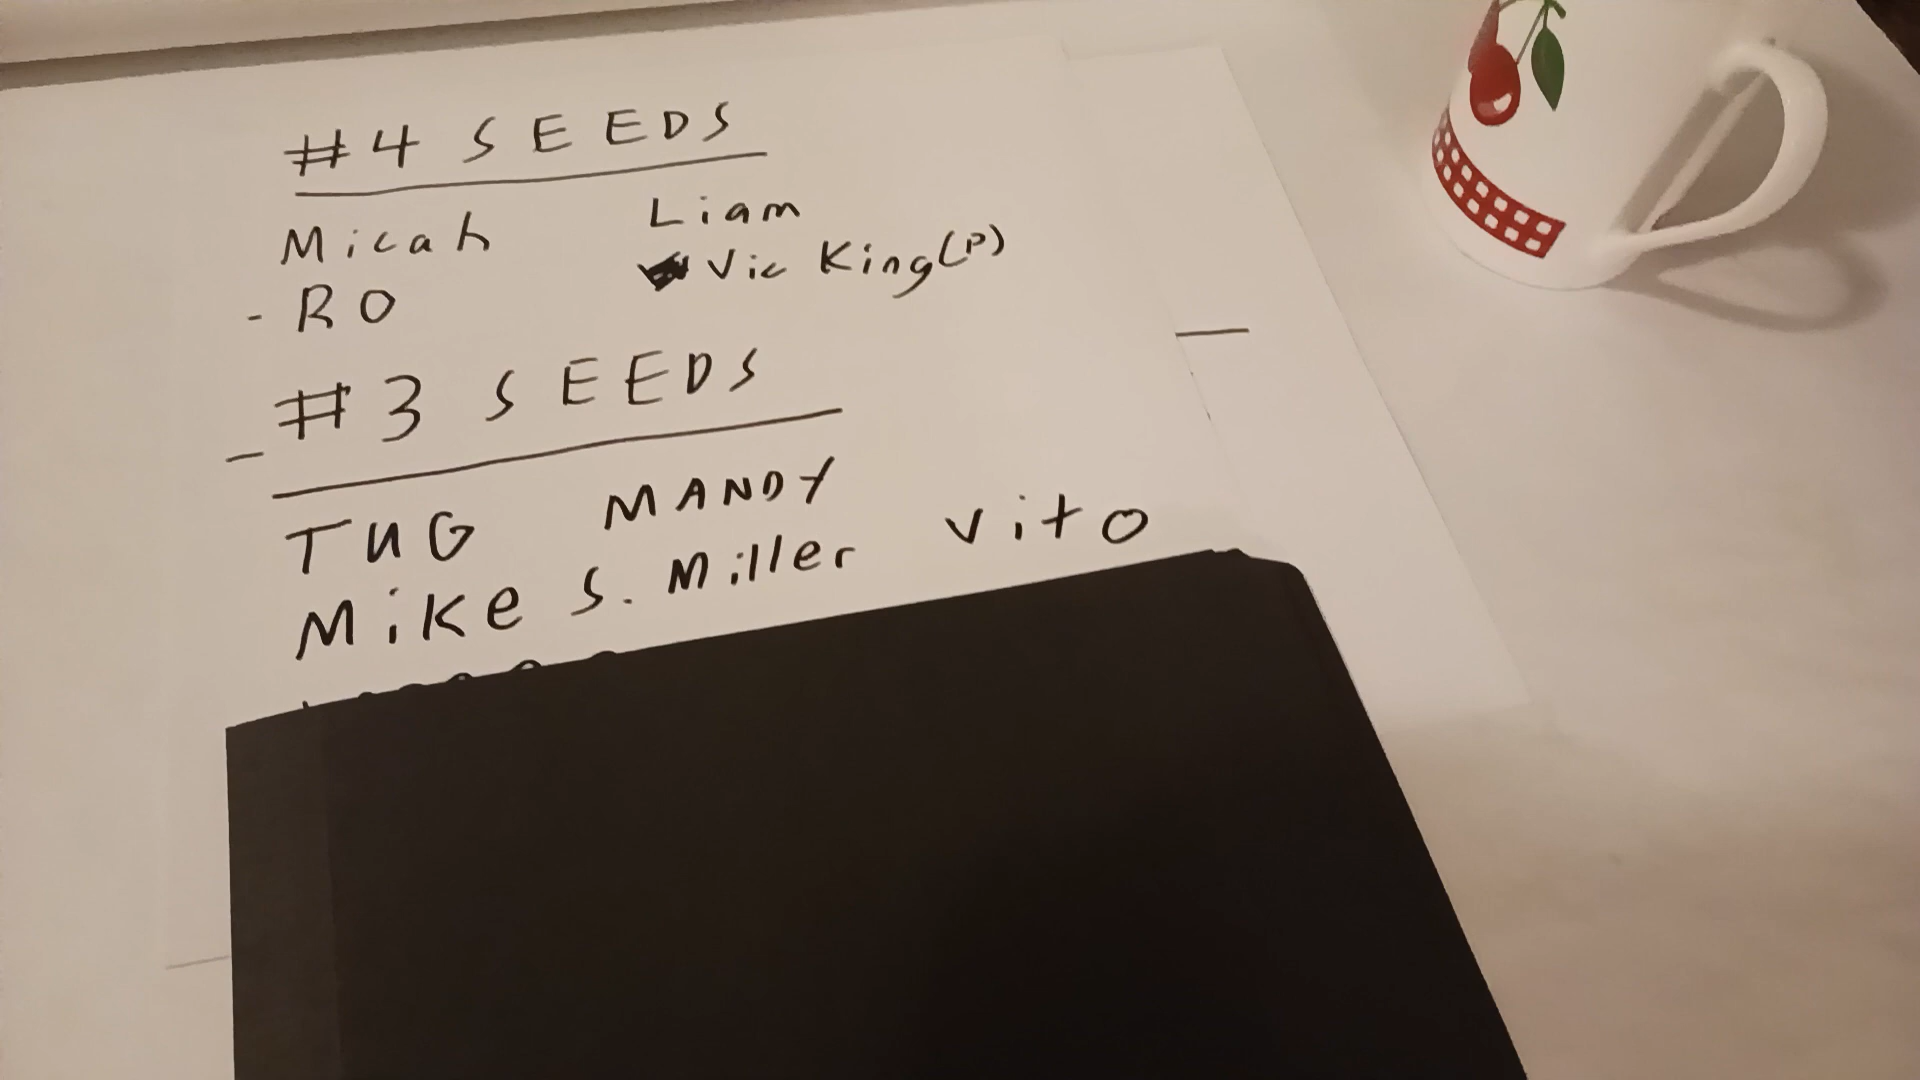 #4 SEEDS
Micah Liam
- RO Vic King (P)
#3 SEEDS
TUG MANDY
Mike S. Miller Vito